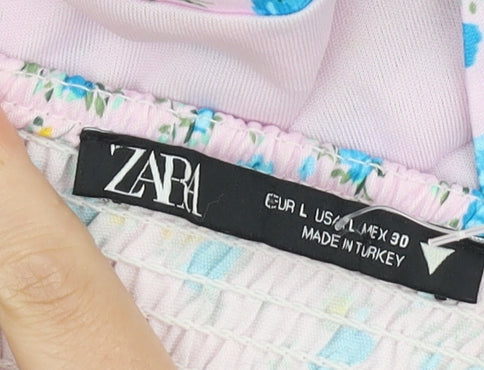 ZARA
EUR L USA L MEX 30
MADE IN TURKEY